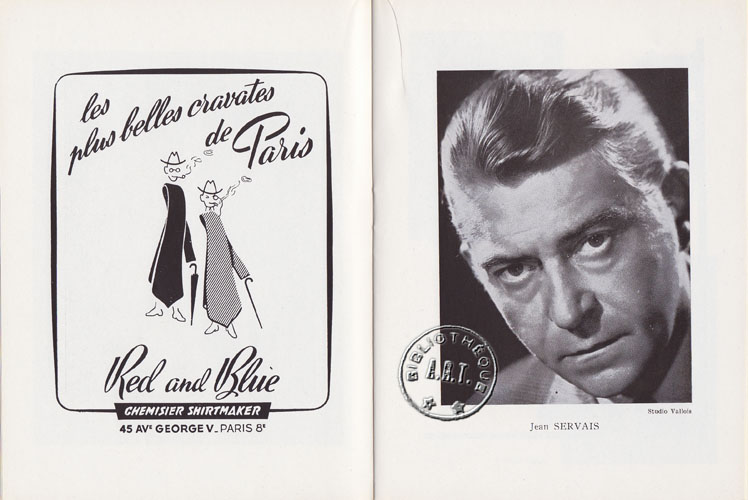 les
plus belles cravates
de Paris
Red and Blue
CHEMISIER SHIRTMAKER
45 AVE GEORGE V_ PARIS 8E
BIBLIOTHÈQUE
A.R.T.
Studio Vallois
Jean SERVAIS